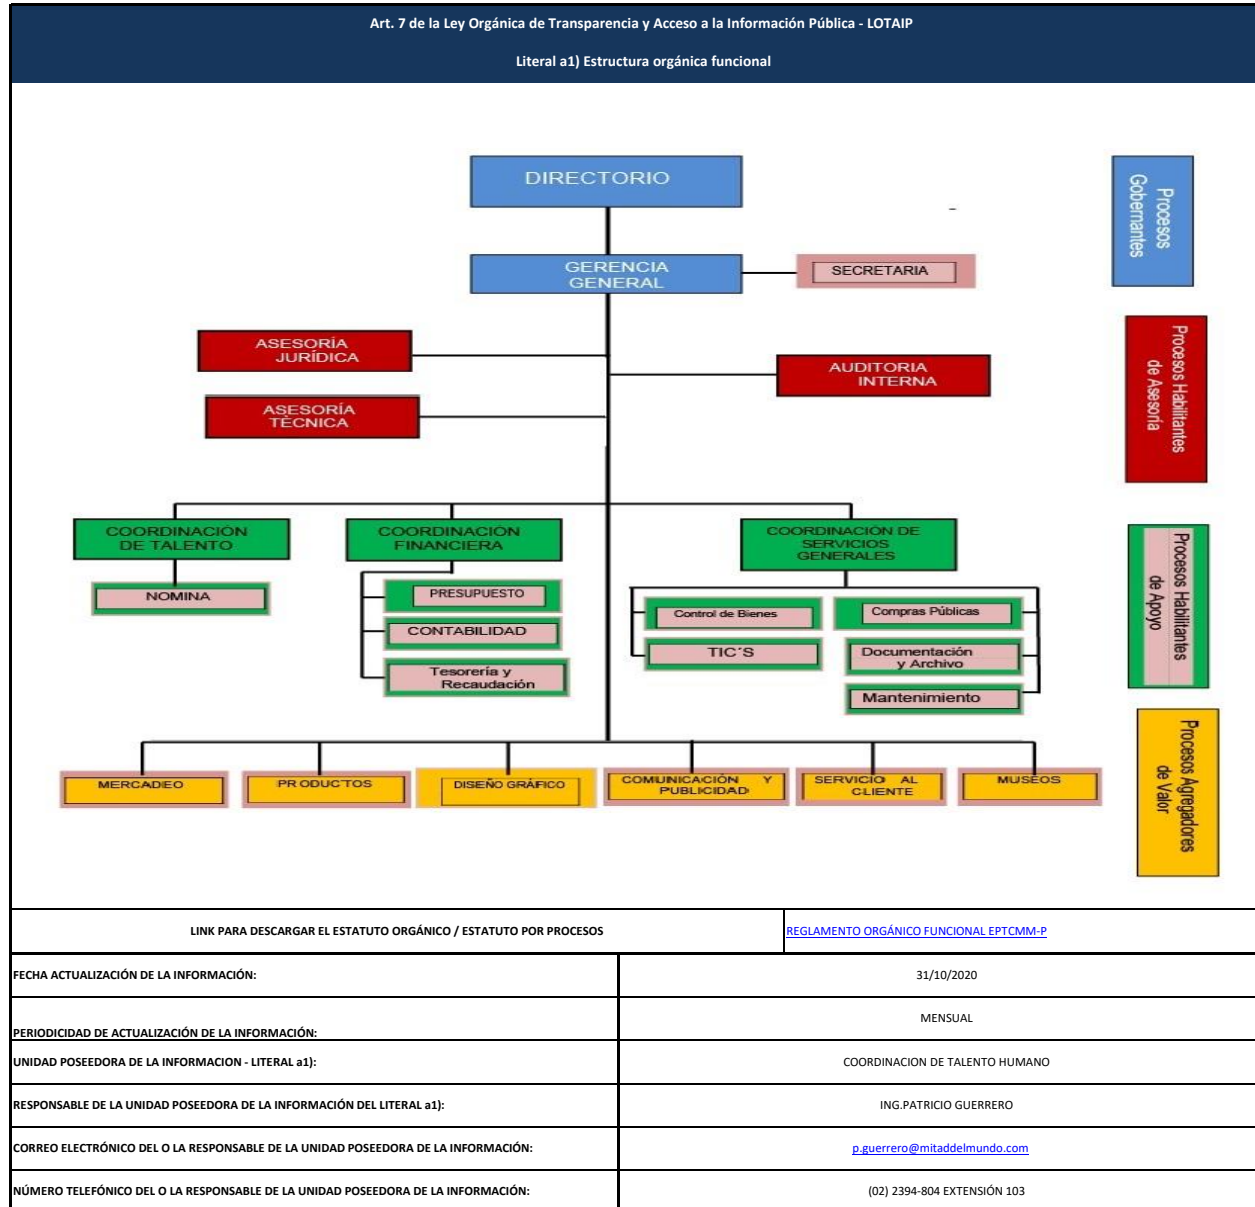 Art. 7 de la Ley Orgánica de Transparencia y Acceso a la Información Pública - LOTAIP
Literal a1) Estructura orgánica funcional
DIRECTORIO
Procesos
Gobernantes
GERENCIA
GENERAL
SECRETARIA
ASESORÍA
JURÍDICA
AUDITORIA
INTERNA
ASESORÍA
TÈCNICA
Procesos Habilitantes
de Asesoría
COORDINACIÓN
DE TALENTO
COORDINACIÓN
FINANCIERA
COORDINACIÓN DE
SERVICIOS
GENERALES
Procesos Habilitantes
de Apoyo
NOMINA
PRESUPUESTO
CONTABILIDAD
Tesorería y
Recaudación
Control de Bienes
TIC´S
Compras Públicas
Documentación
y Archivo
Mantenimiento
MERCADEO
PRODUCTOS
DISEÑO GRÁFICO
COMUNICACIÓN Y
PUBLICIDAD
SERVICIO AL
CLIENTE
MUSEOS
Procesos Agregadores
de Valor
LINK PARA DESCARGAR EL ESTATUTO ORGÁNICO / ESTATUTO POR PROCESOS
REGLAMENTO ORGÁNICO FUNCIONAL EPTCMM-P
FECHA ACTUALIZACIÓN DE LA INFORMACIÓN:
31/10/2020
PERIODICIDAD DE ACTUALIZACIÓN DE LA INFORMACIÓN:
MENSUAL
UNIDAD POSEEDORA DE LA INFORMACION - LITERAL a1):
COORDINACION DE TALENTO HUMANO
RESPONSABLE DE LA UNIDAD POSEEDORA DE LA INFORMACIÓN DEL LITERAL a1):
ING.PATRICIO GUERRERO
CORREO ELECTRÓNICO DEL O LA RESPONSABLE DE LA UNIDAD POSEEDORA DE LA INFORMACIÓN:
p.guerrero@mitaddelmundo.com
NÚMERO TELEFÓNICO DEL O LA RESPONSABLE DE LA UNIDAD POSEEDORA DE LA INFORMACIÓN:
(02) 2394-804 EXTENSIÓN 103